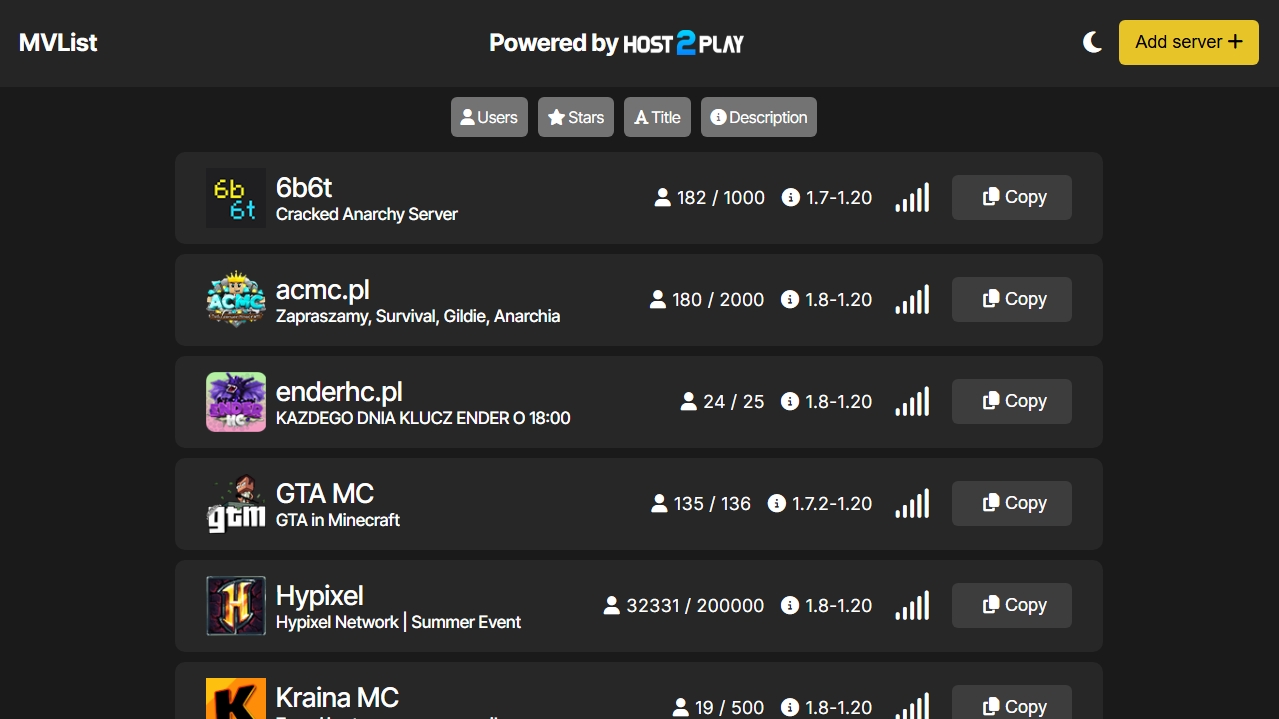 MVList
Powered by HOST2PLAY
Add server +
Users
Stars
Title
Description
6b
6t
6b6t
Cracked Anarchy Server
182 / 1000
1.7-1.20
Copy
ACMC
acmc.pl
Zapraszamy, Survival, Gildie, Anarchia
180 / 2000
1.8-1.20
Copy
ENDER
HC
enderhc.pl
KAZDEGO DNIA KLUCZ ENDER O 18:00
24 / 25
1.8-1.20
Copy
gtm
GTA MC
GTA in Minecraft
135 / 136
1.7.2-1.20
Copy
H
Hypixel
Hypixel Network | Summer Event
32331 / 200000
1.8-1.20
Copy
K
Kraina MC
19 / 500
1.8-1.20
Copy